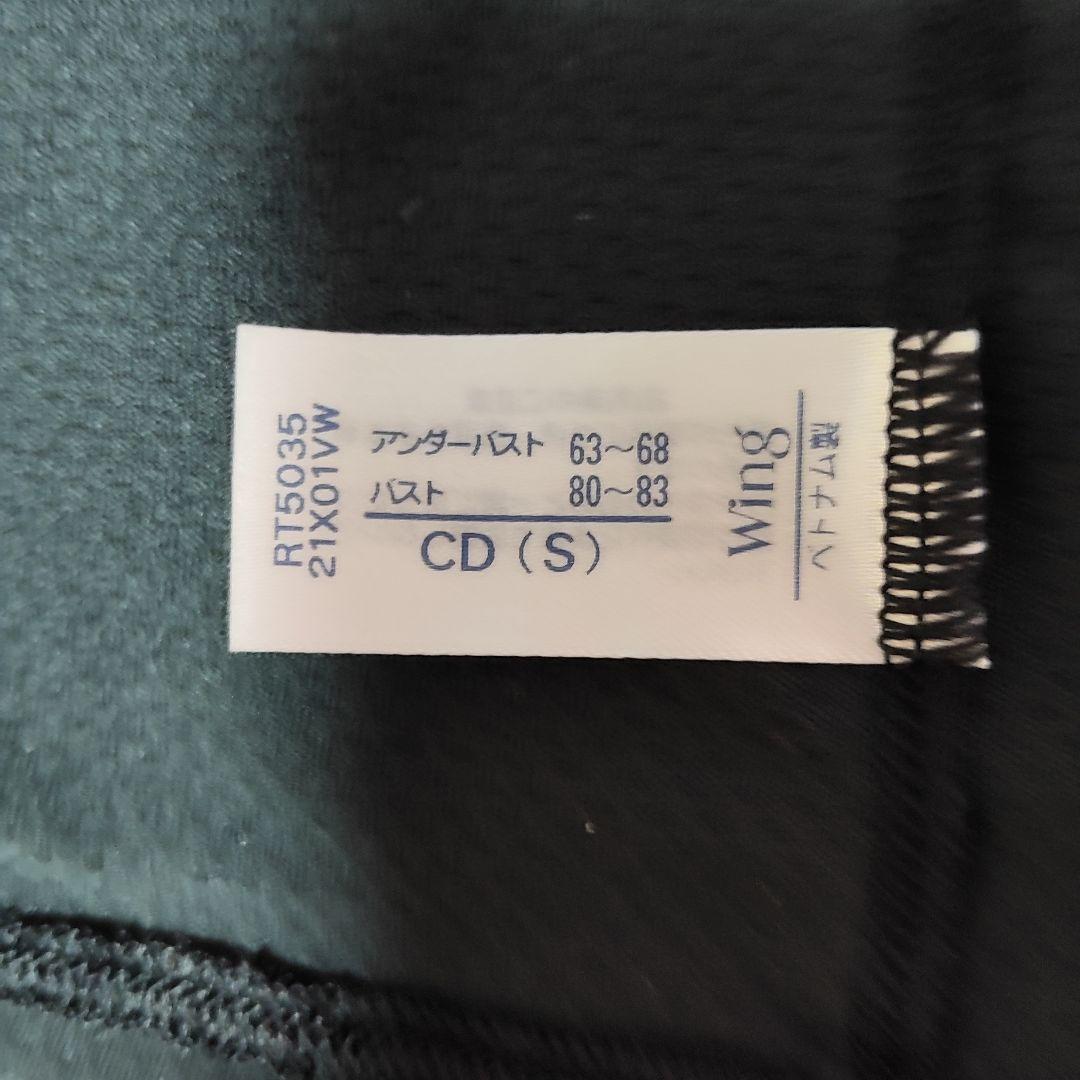 RT5035
21X01VW
アンダーバスト 63～68
バスト 80～83
CD (S)
Wing
ベトナム製